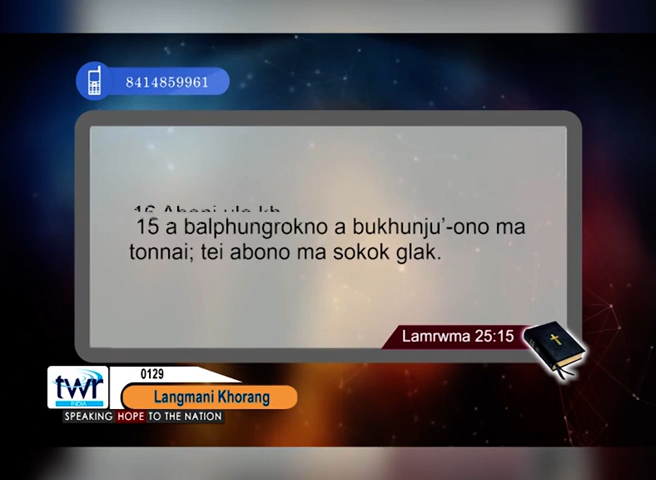 8414859961
15 a balphungrokno a bukhunju’-ono ma
tonnai; tei abono ma sokok glak.
Lamrwma 25:15
twr
INDIA
0129
Langmani Khorang
SPEAKING HOPE TO THE NATION